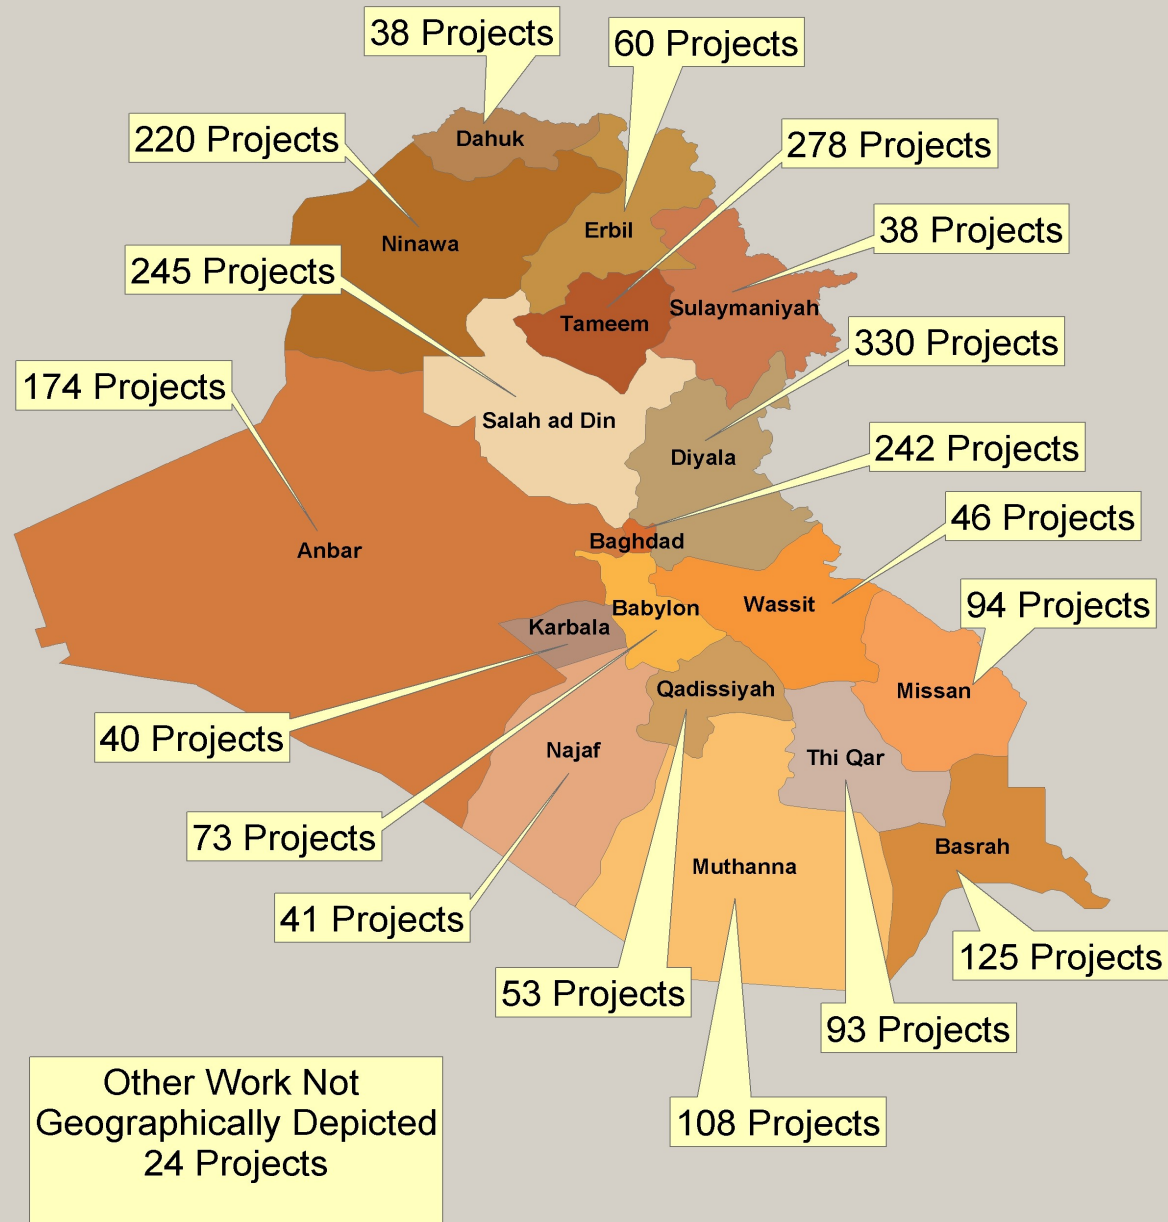 38 Projects
60 Projects
220 Projects
Dahuk
278 Projects
Erbil
38 Projects
Ninawa
245 Projects
Sulaymaniyah
Tameem
330 Projects
174 Projects
Salah ad Din
242 Projects
Diyala
46 Projects
Baghdad
Anbar
Wassit
94 Projects
Babylon
Karbala
Qadissiyah
Missan
40 Projects
Najaf
Thi Qar
73 Projects
Basrah
Muthanna
41 Projects
125 Projects
53 Projects
93 Projects
108 Projects
Other Work Not
Geographically Depicted
24 Projects